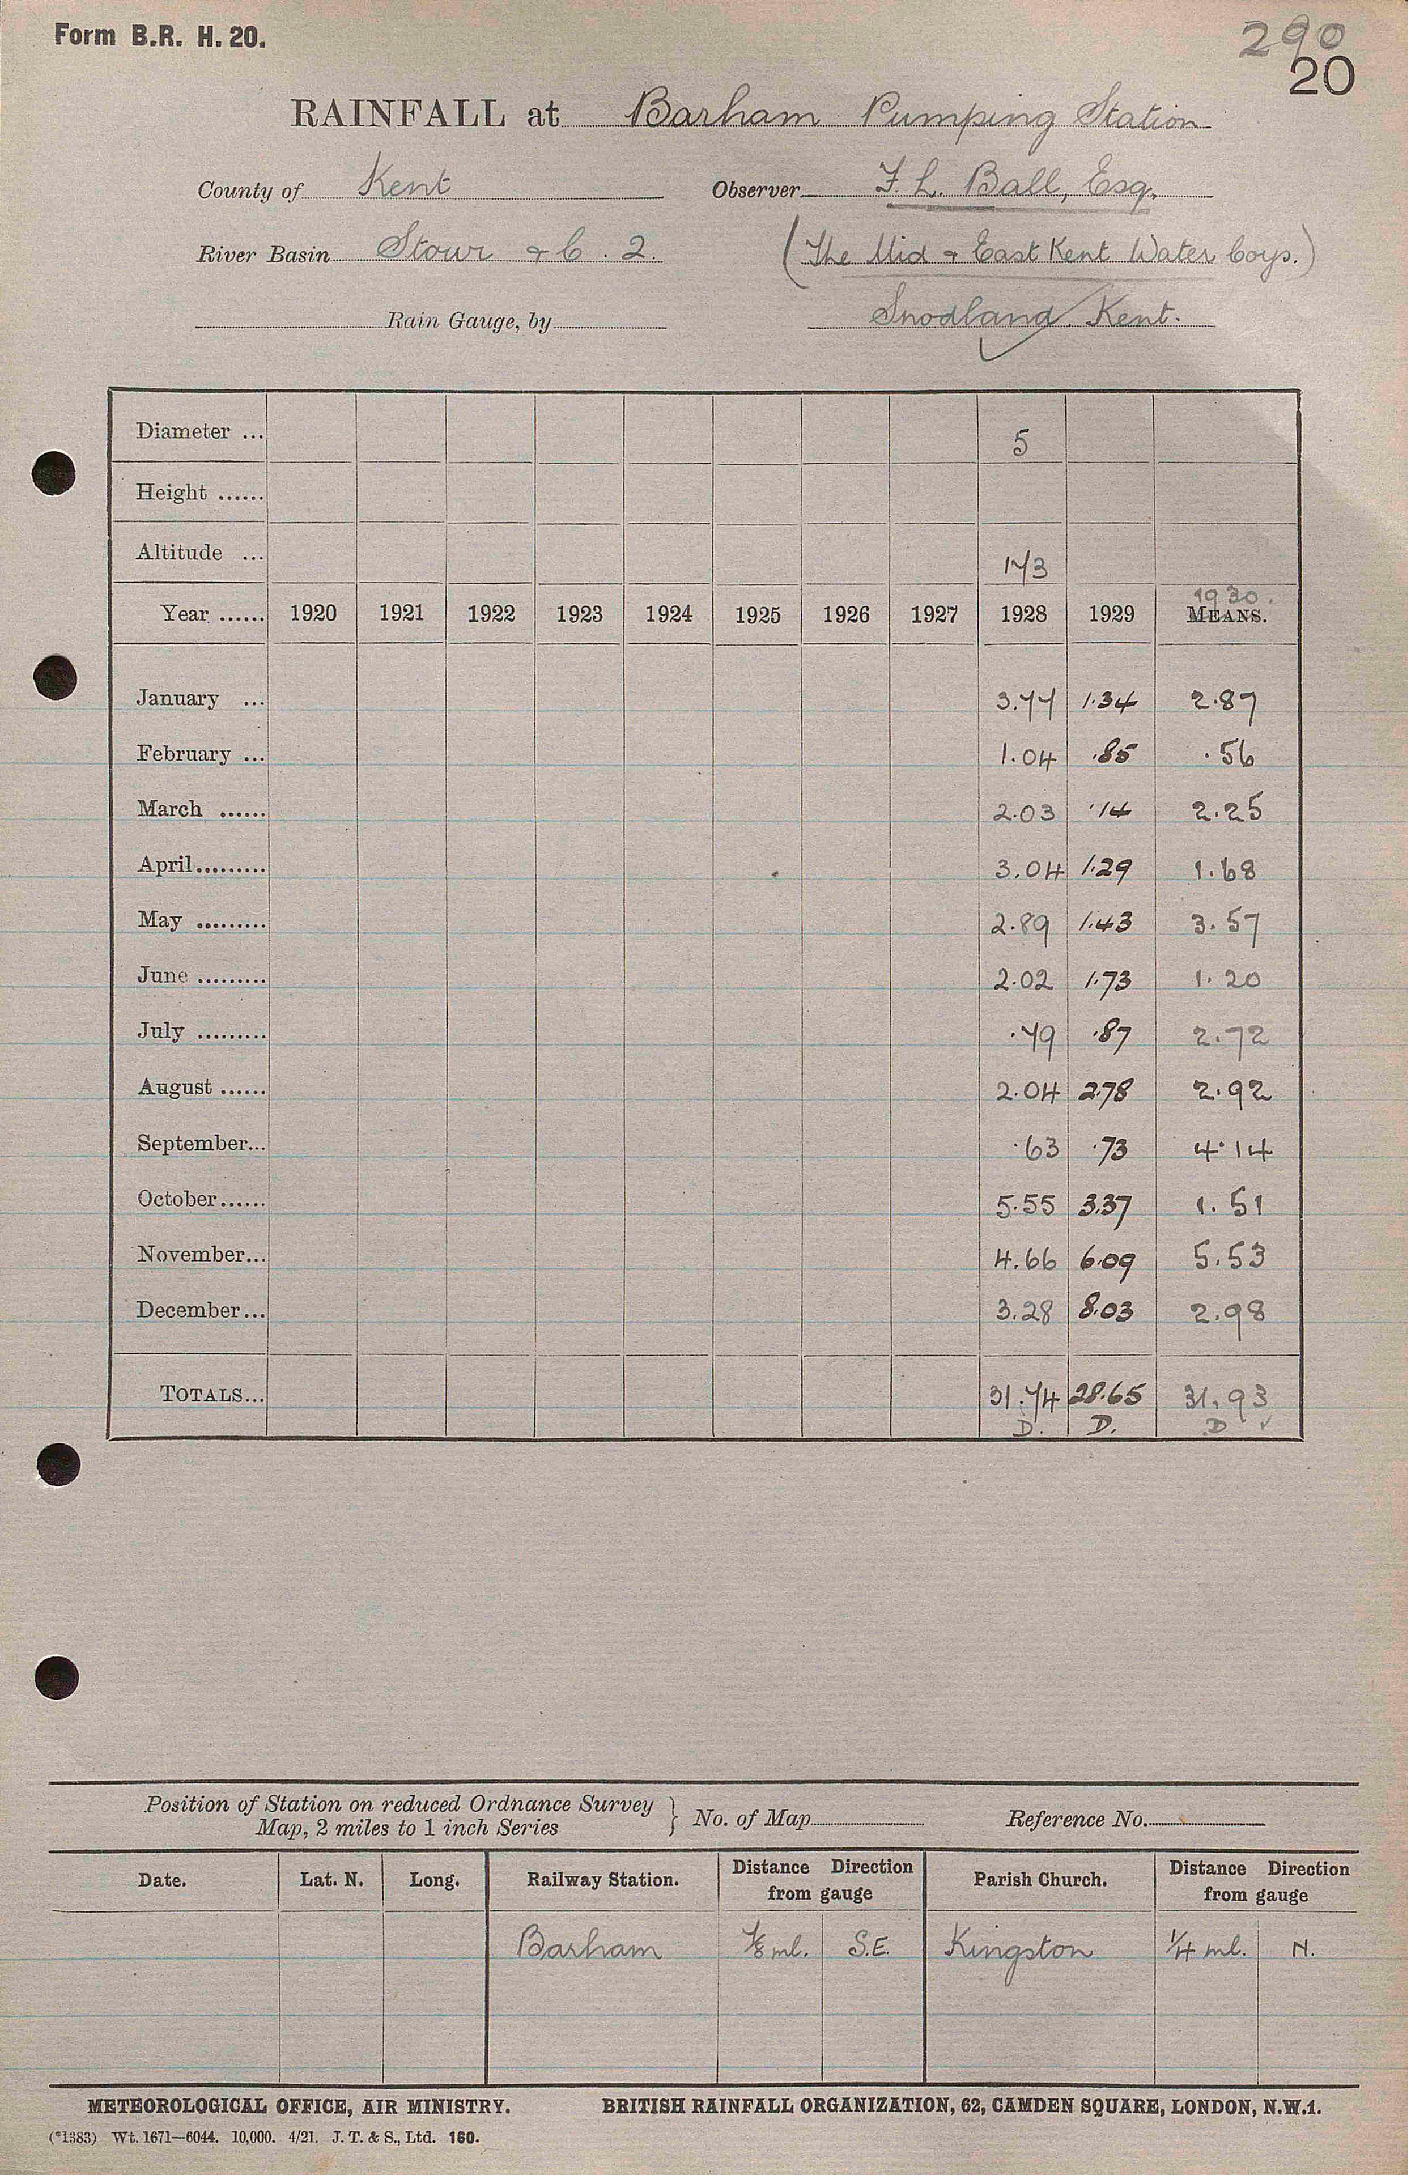 Form B.R. H. 20.
290
20
RAINFALL at Barham Pumping Station
County of Kent Observer F. L. Ball, Esq.
River Basin Stour & C. 2. (The Mid & East Kent Water Coys.)
Rain Gauge, by Snodland, Kent.
Diameter ... 5
Height ......
Altitude ... 173
1930.
Year ...... 1920 1921 1922 1923 1924 1925 1926 1927 1928 1929 MEANS.
January ... 3.77 1.34 2.87
February ... 1.04 .85 .56
March ...... 2.03 .14 2.25
April......... 3.04 1.29 1.68
May ......... 2.89 1.43 3.57
June ......... 2.02 1.73 1.20
July ......... .79 .87 2.72
August ...... 2.04 2.78 2.92
September... .63 .73 4.14
October...... 5.55 3.37 1.51
November... 4.66 6.09 5.53
December... 3.28 8.03 2.98
TOTALS... 31.74 28.65 31.93
D. D. D ✓
Position of Station on reduced Ordnance Survey
Map, 2 miles to 1 inch Series } No. of Map Reference No.
Date. Lat. N. Long. Railway Station. Distance Direction from gauge Parish Church. Distance Direction from gauge
Barham 1/8 ml. S.E. Kingston 1/4 ml. N.
METEOROLOGICAL OFFICE, AIR MINISTRY. BRITISH RAINFALL ORGANIZATION, 62, CAMDEN SQUARE, LONDON, N.W.1.
(*1383) Wt. 1671—6044. 10,000. 4/21. J. T. & S., Ltd. 160.